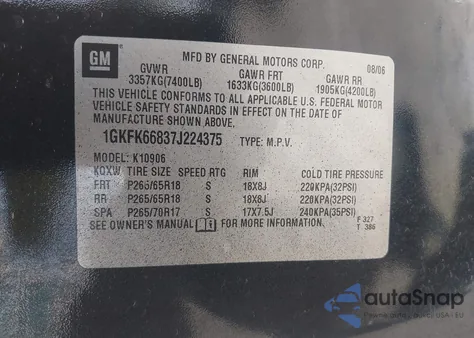 GM
MFD BY GENERAL MOTORS CORP.
08/06
GVWR GAWR FRT GAWR RR
3357KG(7400LB) 1633KG(3600LB) 1905KG(4200LB)
THIS VEHICLE CONFORMS TO ALL APPLICABLE U.S. FEDERAL MOTOR
VEHICLE SAFETY STANDARDS IN EFFECT ON THE DATE OF
MANUFACTURE SHOWN ABOVE.
1GKFK66837J224375 TYPE: M.P.V.
KQXW MODEL: K10906
TIRE SIZE SPEED RTG RIM COLD TIRE PRESSURE
FRT P265/65R18 S 18X8J 220KPA(32PSI)
RR P265/65R18 S 18X8J 220KPA(32PSI)
SPA P265/70R17 S 17X7.5J 240KPA(35PSI)
SEE OWNER'S MANUAL FOR MORE INFORMATION
F 327
T 386
autoSnap